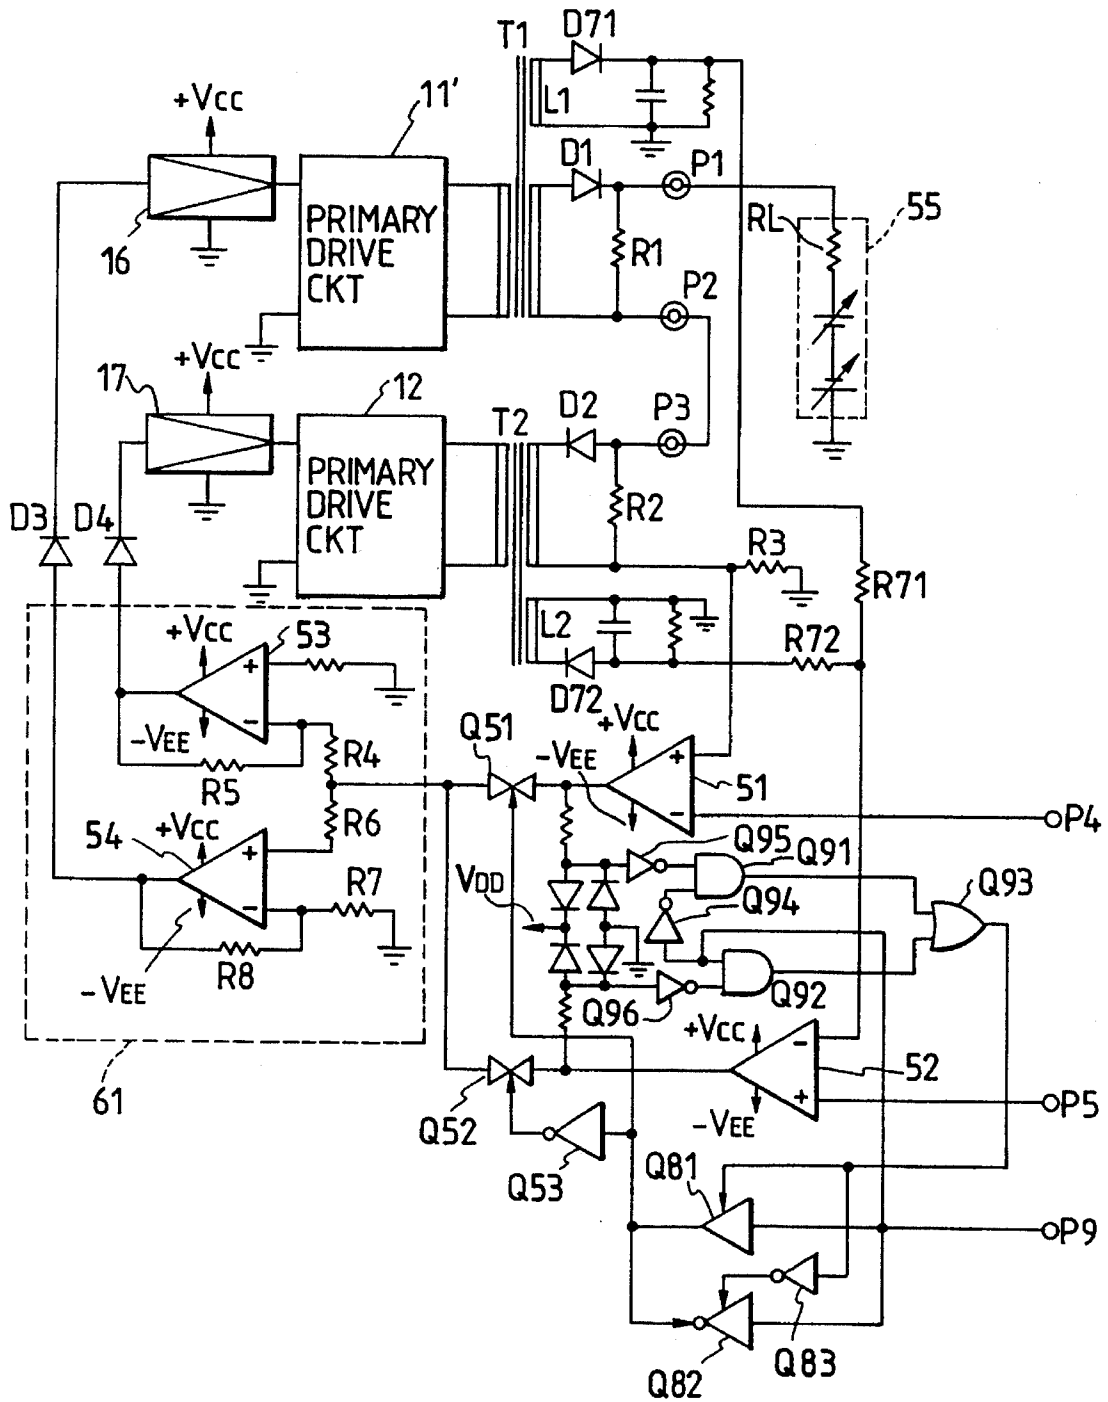 T1
D71
L1
+VCC
11'
16
PRIMARY
DRIVE
CKT
D1
P1
R1
P2
RL
55
+VCC
17
12
PRIMARY
DRIVE
CKT
T2
D2
P3
R2
D3
D4
R3
R71
L2
R72
D72
+VCC
53
-VEE
R4
R5
Q51
+VCC
-VEE
51
P4
54
+VCC
R6
R7
R8
-VEE
61
Q95
Q91
VDD
Q94
Q93
Q92
Q96
+VCC
52
-VEE
P5
Q52
Q53
Q81
P9
Q83
Q82